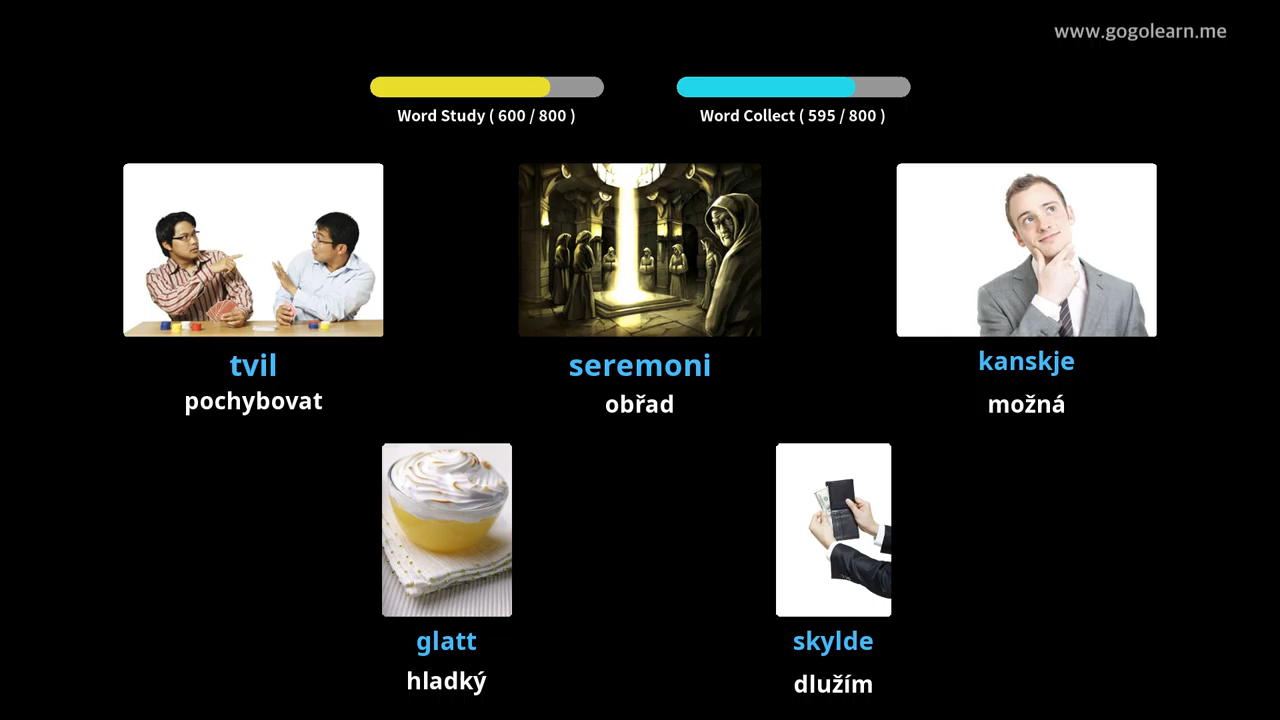 www.gogolearn.me
Word Study ( 600 / 800 )
Word Collect ( 595 / 800 )
tvil
pochybovat
seremoni
obřad
kanskje
možná
glatt
hladký
skylde
dlužím